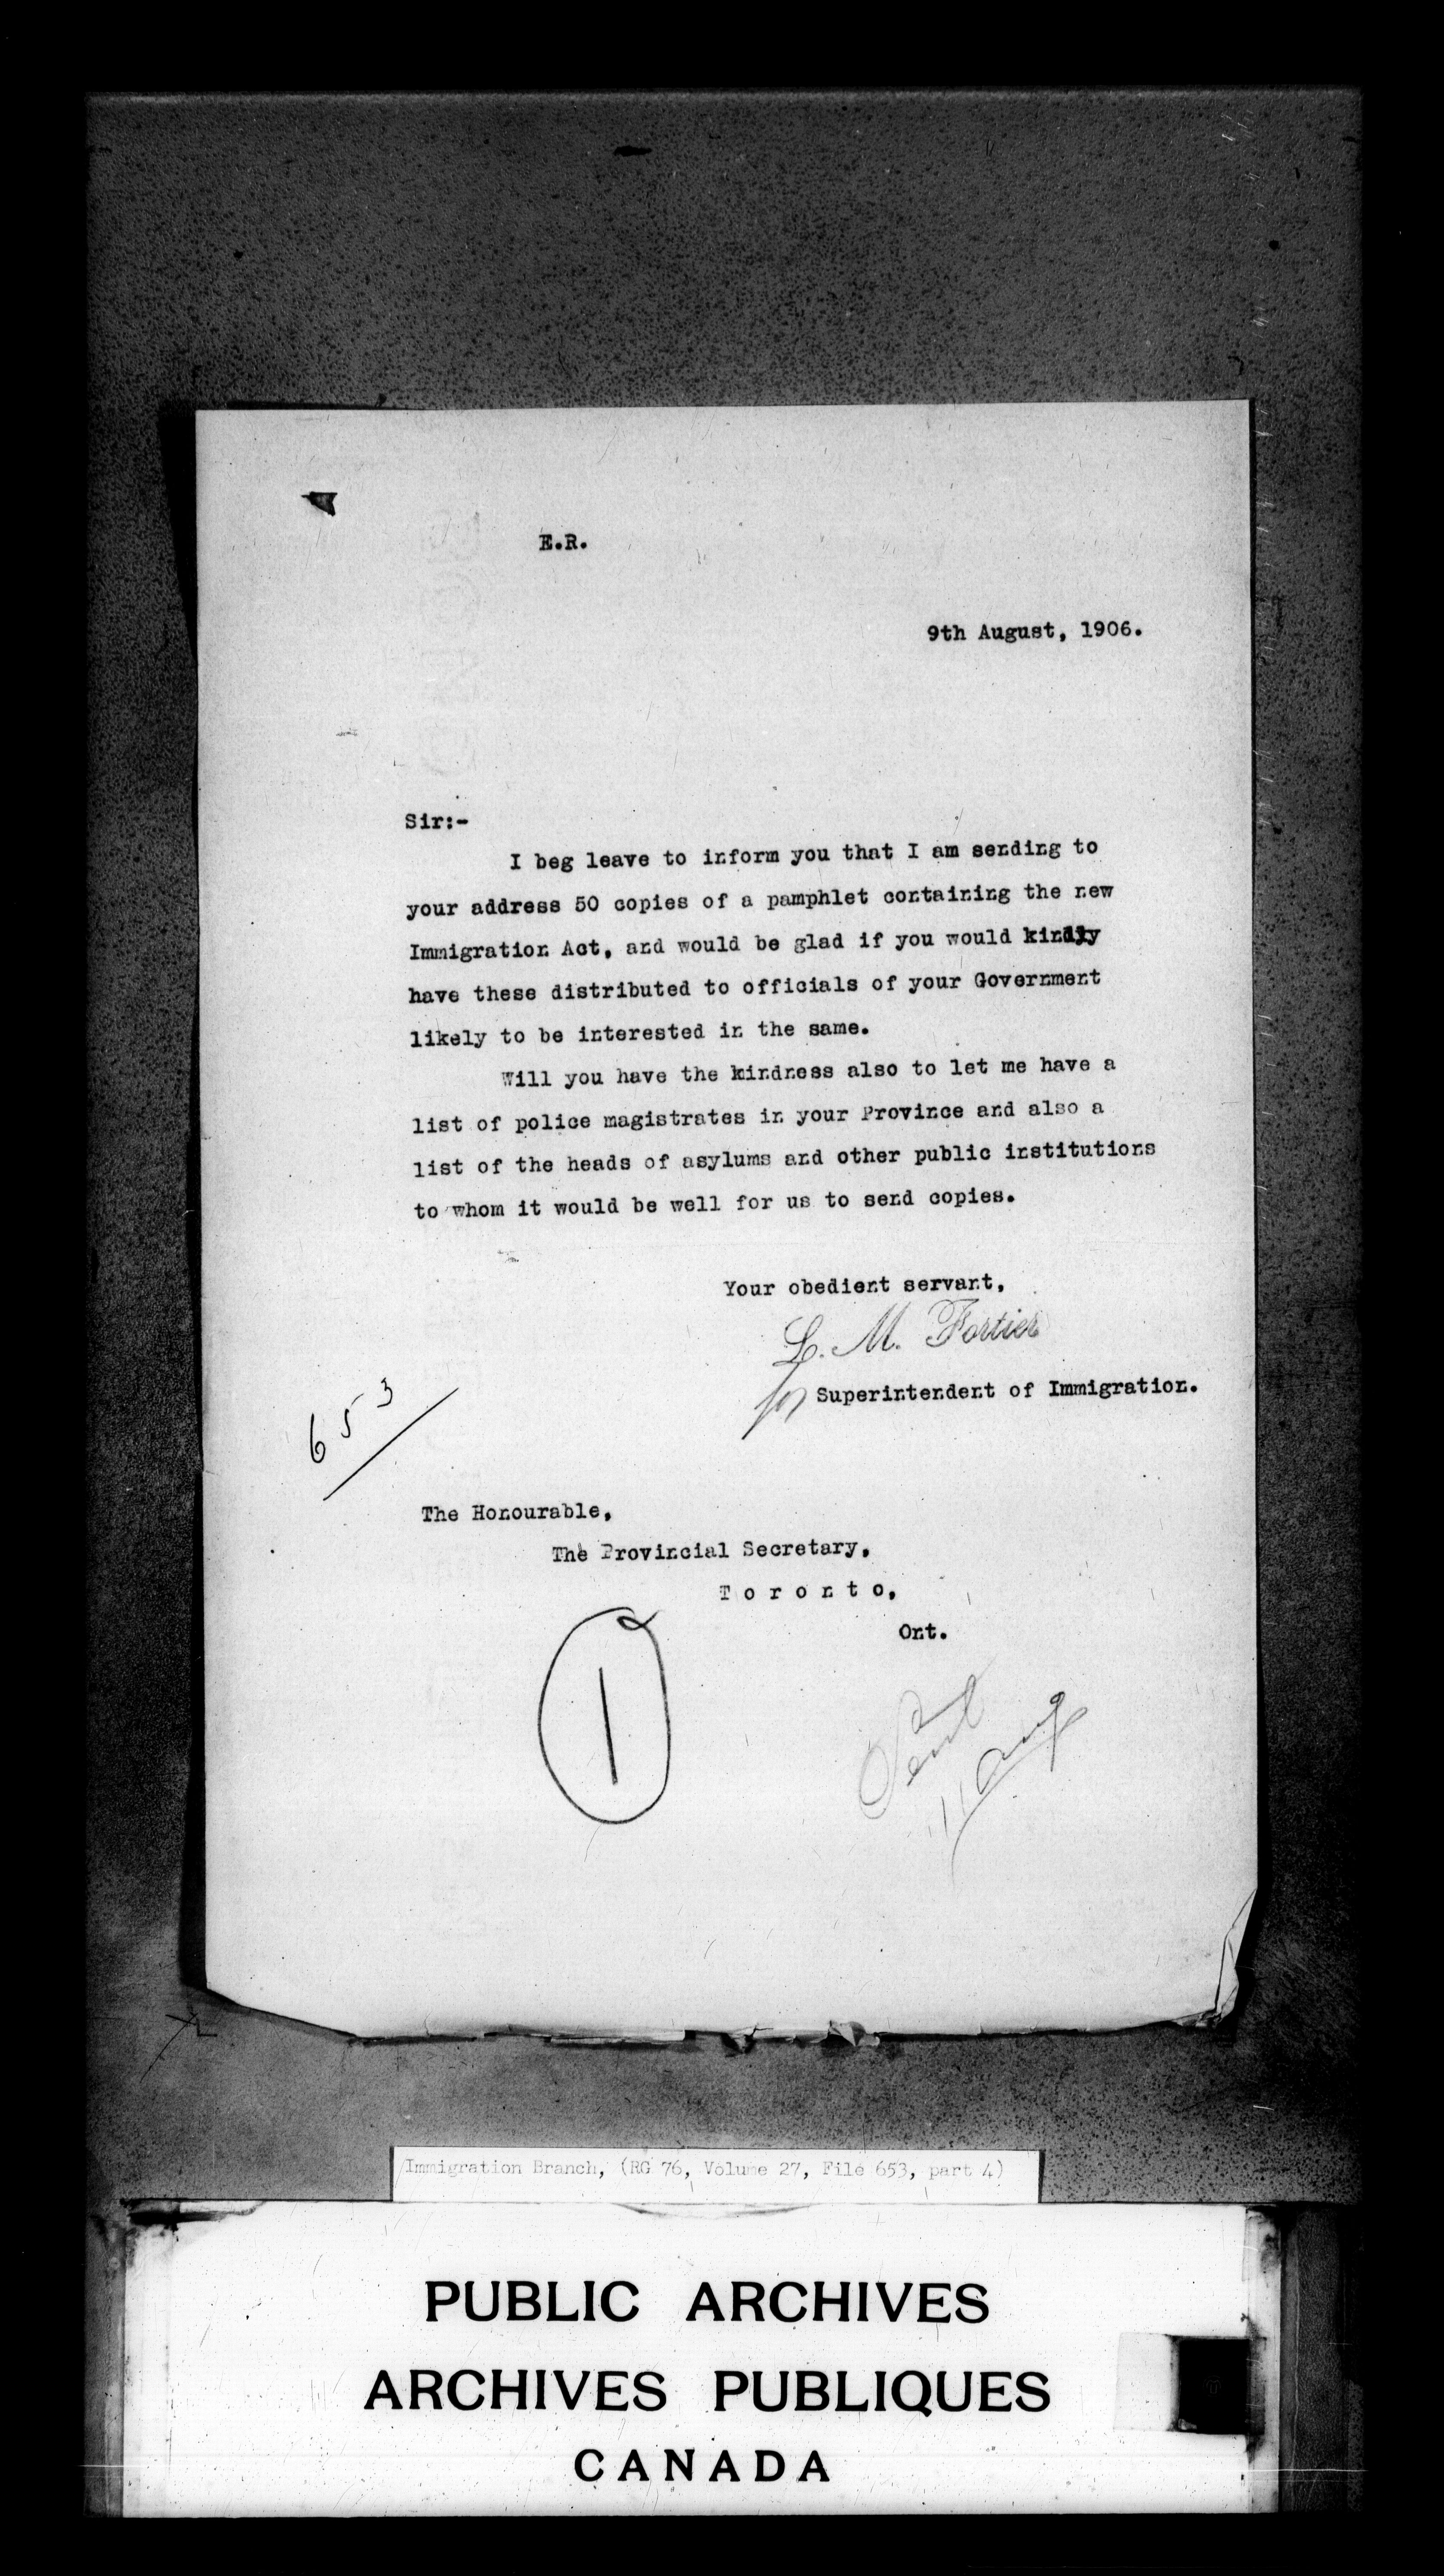 E.R.
9th August, 1906.
Sir:-
I beg leave to inform you that I am sending to
your address 50 copies of a pamphlet containing the new
Immigration Act, and would be glad if you would kindly
have these distributed to officials of your Government
likely to be interested in the same.
Will you have the kindness also to let me have a
list of police magistrates in your Province and also a
list of the heads of asylums and other public institutions
to whom it would be well for us to send copies.
Your obedient servant,
L. M. Fortier
for Superintendent of Immigration.
653
The Honourable,
The Provincial Secretary,
Toronto,
Ont.
1
Sent
11 Aug
Immigration Branch, (RG 76, Volume 27, File 653, part 4)
PUBLIC ARCHIVES
ARCHIVES PUBLIQUES
CANADA